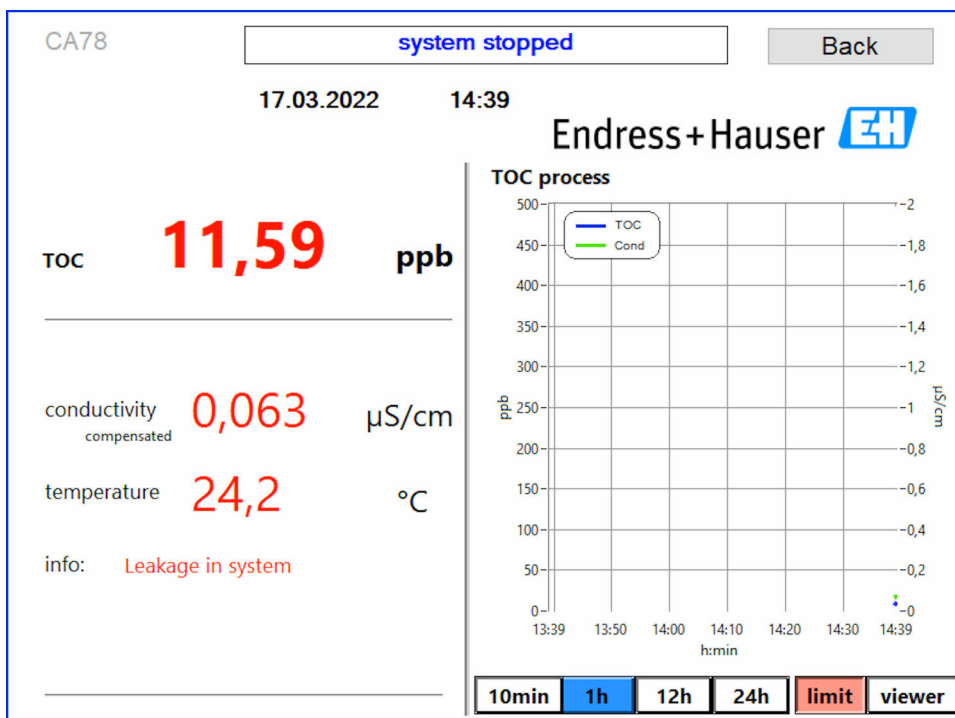 CA78
system stopped
Back
17.03.2022 14:39
Endress+Hauser EH
TOC 11,59 ppb
conductivity compensated 0,063 µS/cm
temperature 24,2 °C
info: Leakage in system
TOC process
TOC
Cond
500
450
400
350
300
250
200
150
100
50
0
ppb
2
1,8
1,6
1,4
1,2
1
0,8
0,6
0,4
0,2
0
µS/cm
13:39 13:50 14:00 14:10 14:20 14:30 14:39
h:min
10min 1h 12h 24h limit viewer